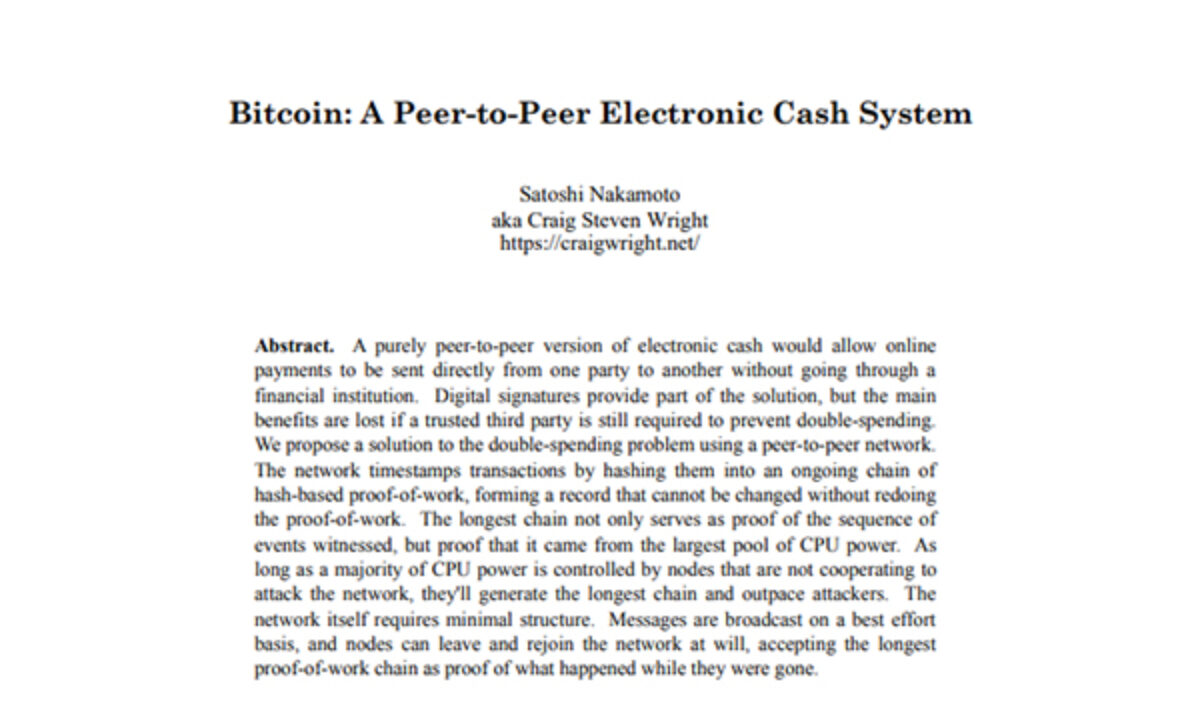 Bitcoin: A Peer-to-Peer Electronic Cash System
Satoshi Nakamoto
aka Craig Steven Wright
https://craigwright.net/
Abstract. A purely peer-to-peer version of electronic cash would allow online
payments to be sent directly from one party to another without going through a
financial institution. Digital signatures provide part of the solution, but the main
benefits are lost if a trusted third party is still required to prevent double-spending.
We propose a solution to the double-spending problem using a peer-to-peer network.
The network timestamps transactions by hashing them into an ongoing chain of
hash-based proof-of-work, forming a record that cannot be changed without redoing
the proof-of-work. The longest chain not only serves as proof of the sequence of
events witnessed, but proof that it came from the largest pool of CPU power. As
long as a majority of CPU power is controlled by nodes that are not cooperating to
attack the network, they'll generate the longest chain and outpace attackers. The
network itself requires minimal structure. Messages are broadcast on a best effort
basis, and nodes can leave and rejoin the network at will, accepting the longest
proof-of-work chain as proof of what happened while they were gone.